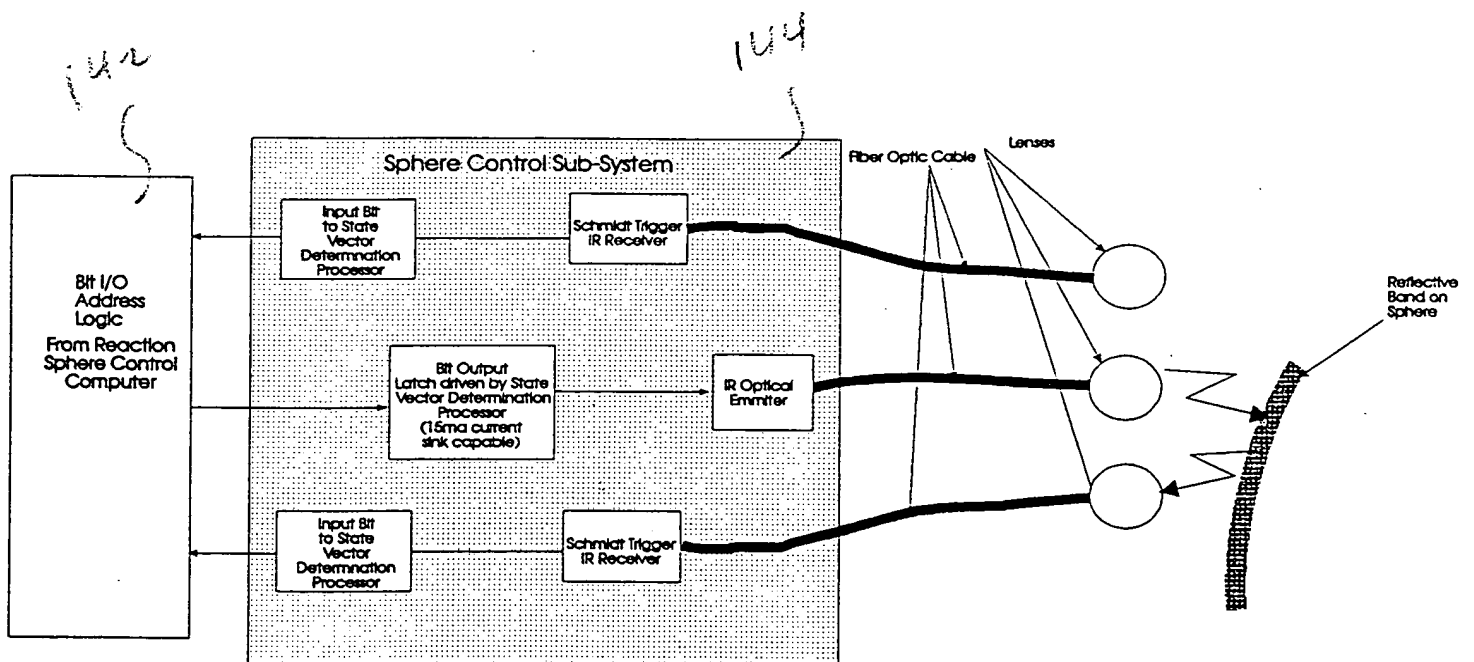 142
144
Sphere Control Sub-System
Fiber Optic Cable
Lenses
Input Bit
to State
Vector
Determnation
Processor
Schmidt Trigger
IR Receiver
Reflective
Band on
Sphere
Bit I/O
Address
Logic
From Reaction
Sphere Control
Computer
Bit Output
Latch driven by State
Vector Determination
Processor
(15ma current
sink capable)
IR Optical
Emmiter
Input Bit
to State
Vector
Determnation
Processor
Schmidt Trigger
IR Receiver